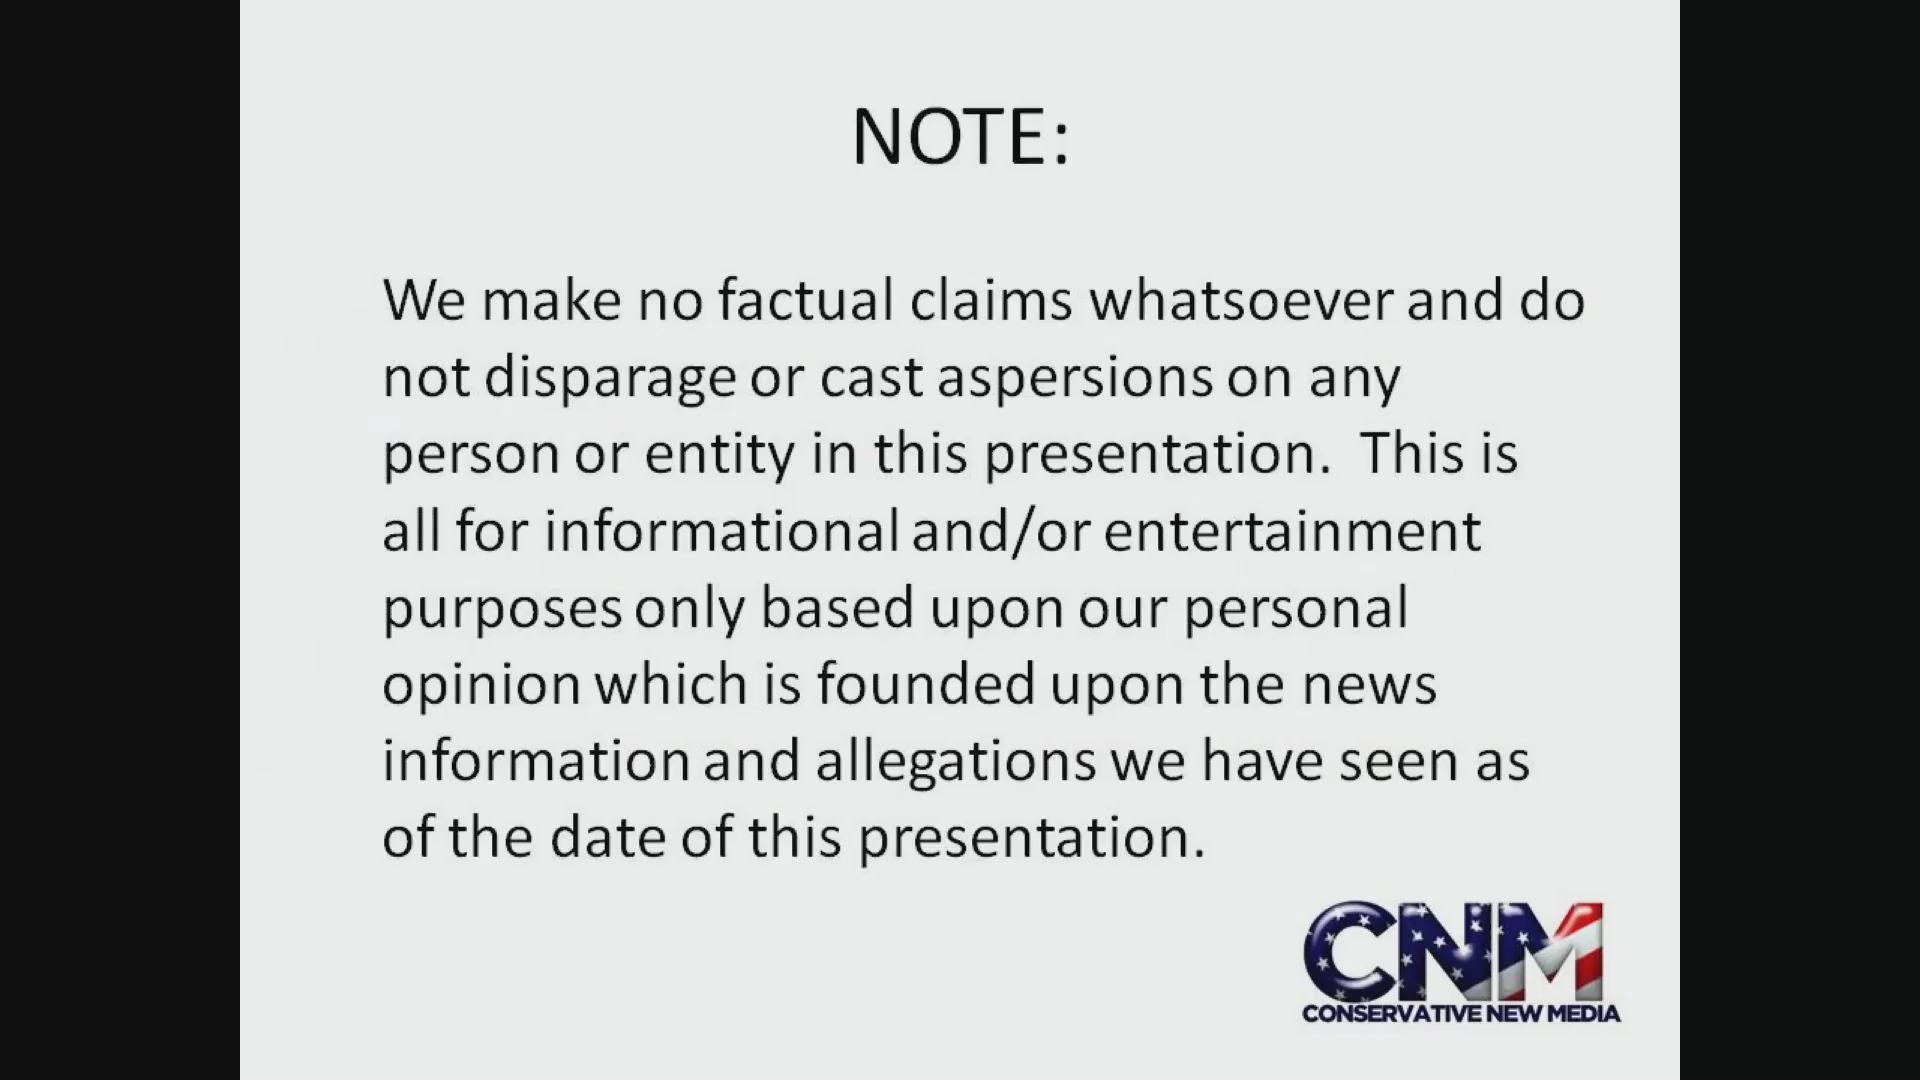 NOTE:
We make no factual claims whatsoever and do
not disparage or cast aspersions on any
person or entity in this presentation.  This is
all for informational and/or entertainment
purposes only based upon our personal
opinion which is founded upon the news
information and allegations we have seen as
of the date of this presentation.
CNM
CONSERVATIVE NEW MEDIA